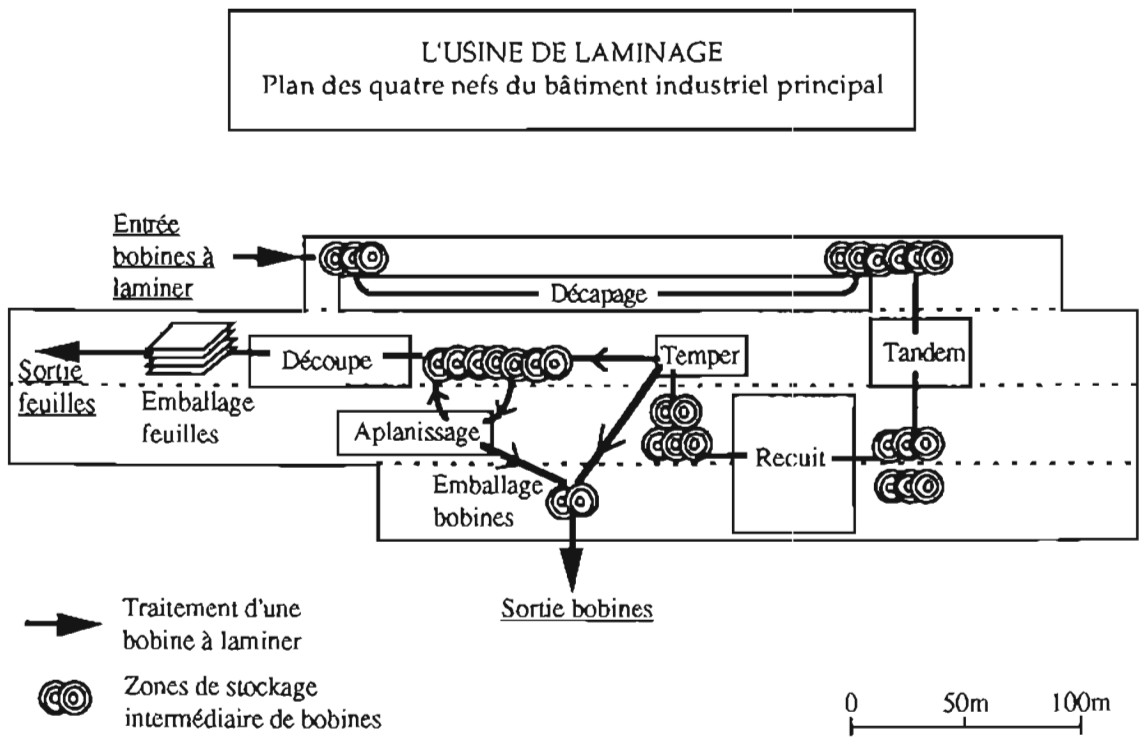 L'USINE DE LAMINAGE
Plan des quatre nefs du bâtiment industriel principal
Entrée
bobines à
laminer
Décapage
Découpe
Temper
Tandem
Sortie
feuilles
Emballage
feuilles
Aplanissage
Recuit
Emballage
bobines
Sortie bobines
Traitement d'une
bobine à laminer
Zones de stockage
intermédiaire de bobines
0 50m 100m